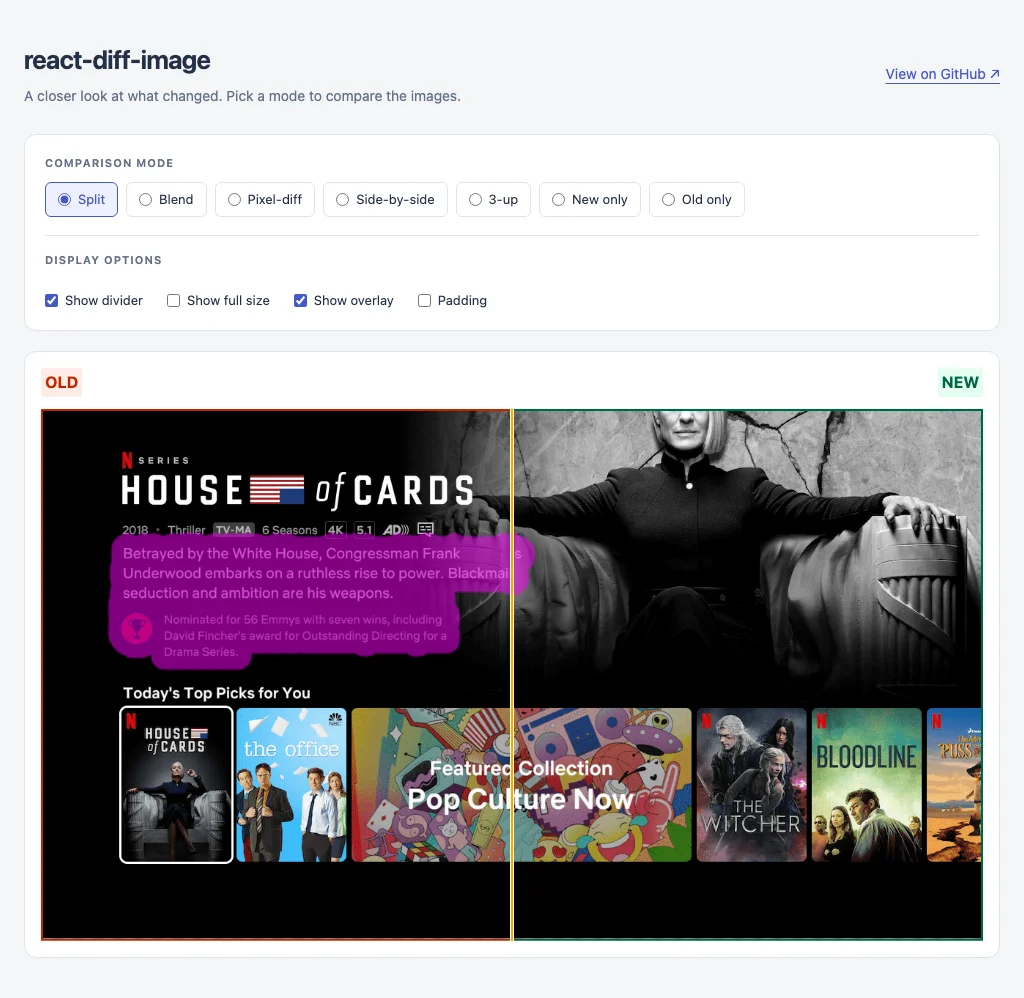 react-diff-image
View on GitHub ↗
A closer look at what changed. Pick a mode to compare the images.
COMPARISON MODE
Split
Blend
Pixel-diff
Side-by-side
3-up
New only
Old only
DISPLAY OPTIONS
Show divider
Show full size
Show overlay
Padding
OLD
NEW
N SERIES
HOUSE of CARDS
2018 • Thriller TV-MA 6 Seasons 4K 5.1 AD)))
Betrayed by the White House, Congressman Frank s
Underwood embarks on a ruthless rise to power. Blackmai
seduction and ambition are his weapons.
Nominated for 56 Emmys with seven wins, including
David Fincher's award for Outstanding Directing for a
Drama Series.
Today's Top Picks for You
N
HOUSE
of CARDS
NBC
the office
Featured Collection
Pop Culture Now
N
THE
WITCHER
N
BLOODLINE
N
PUSS